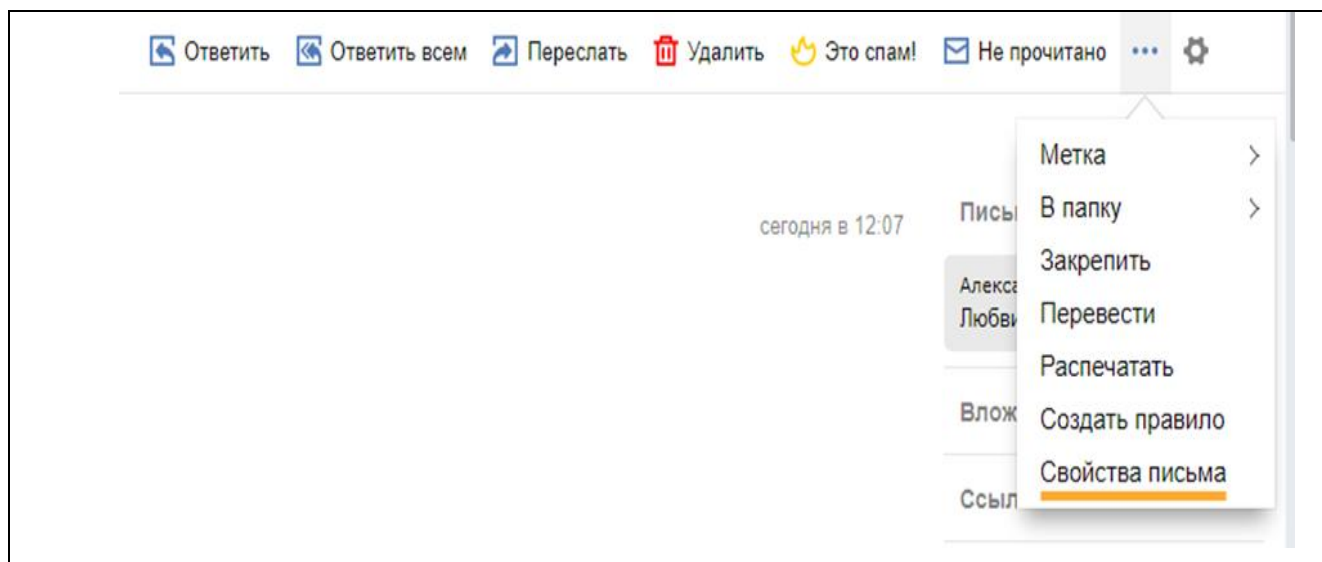 Ответить Ответить всем Переслать Удалить Это спам! Не прочитано
сегодня в 12:07
Метка
В папку
Закрепить
Перевести
Распечатать
Создать правило
Свойства письма